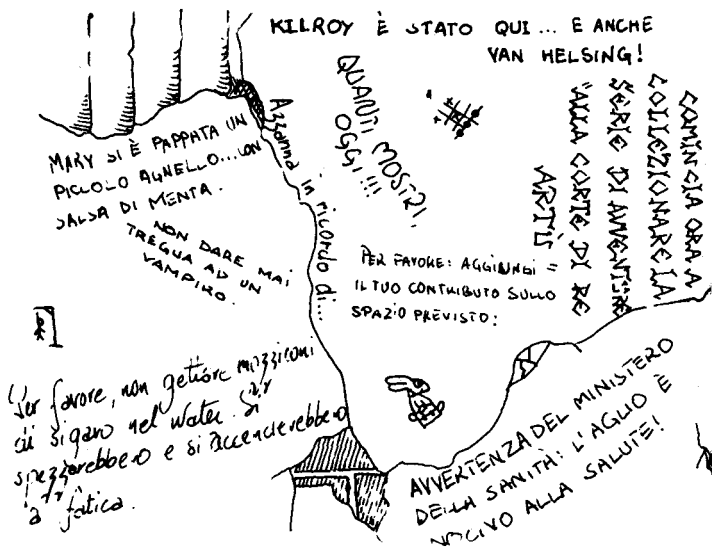 KILROY È STATO QUI ... E ANCHE
VAN HELSING!
MARY SI È PAPPATA UN
PICCOLO AGNELLO...CON
SALSA DI MENTA.
NON DARE MAI
TREGUA AD UN
VAMPIRO.
Azzanna in ricordo di...
QUANTI MOSTRI,
OGGI!!!
COMINCIA ORA A
COLLEZIONARE LA
SERIE DI AVVENTURE
"ALLA CORTE DI RE
ARTÙ
PER FAVORE: AGGIUNGI =
IL TUO CONTRIBUTO SULLO
SPAZIO PREVISTO:
Per favore, non gettare mozziconi
di sigaro nel water. Si
spezzerebbero e si accenderebbero
a fatica.
AVVERTENZA DEL MINISTERO
DELLA SANITÀ: L'AGLIO È
NOCIVO ALLA SALUTE!